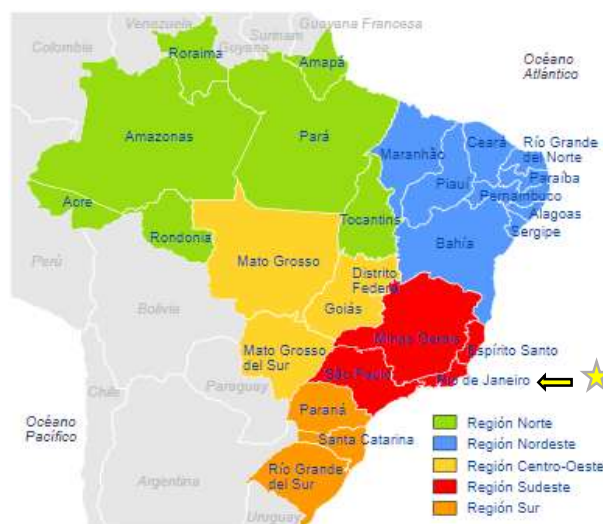 Venezuela
Surinam
Guayana Francesa
Colombia
Guyana
Roraima
Amapá
Océano
Atlántico
Amazonas
Pará
Maranhão
Ceará
Río Grande
del Norte
Piauí
Paraíba
Pernambuco
Acre
Tocantins
Alagoas
Sergipe
Rondonia
Bahía
Perú
Mato Grosso
Distrito
Federal
Goiás
Bolivia
Minas Gerais
Espírito Santo
Mato Grosso
del Sur
São Paulo
Rio de Janeiro
Paraguay
Chile
Paraná
Océano
Pacífico
Santa Catarina
Río Grande
del Sur
Argentina
Uruguay
Región Norte
Región Nordeste
Región Centro-Oeste
Región Sudeste
Región Sur